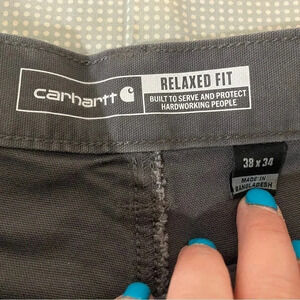 carhartt
RELAXED FIT
BUILT TO SERVE AND PROTECT
HARDWORKING PEOPLE
38 x 34
MADE IN
BANGLADESH